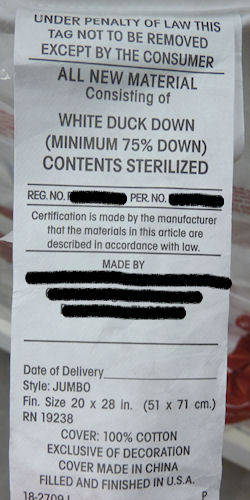 UNDER PENALTY OF LAW THIS
TAG NOT TO BE REMOVED
EXCEPT BY THE CONSUMER
ALL NEW MATERIAL
Consisting of
WHITE DUCK DOWN
(MINIMUM 75% DOWN)
CONTENTS STERILIZED
REG. NO. PER. NO.
Certification is made by the manufacturer
that the materials in this article are
described in accordance with law.
MADE BY
Date of Delivery
Style: JUMBO
Fin. Size 20 x 28 in. (51 x 71 cm.)
RN 19238
COVER: 100% COTTON
EXCLUSIVE OF DECORATION
COVER MADE IN CHINA
FILLED AND FINISHED IN U.S.A.
18-2709 P